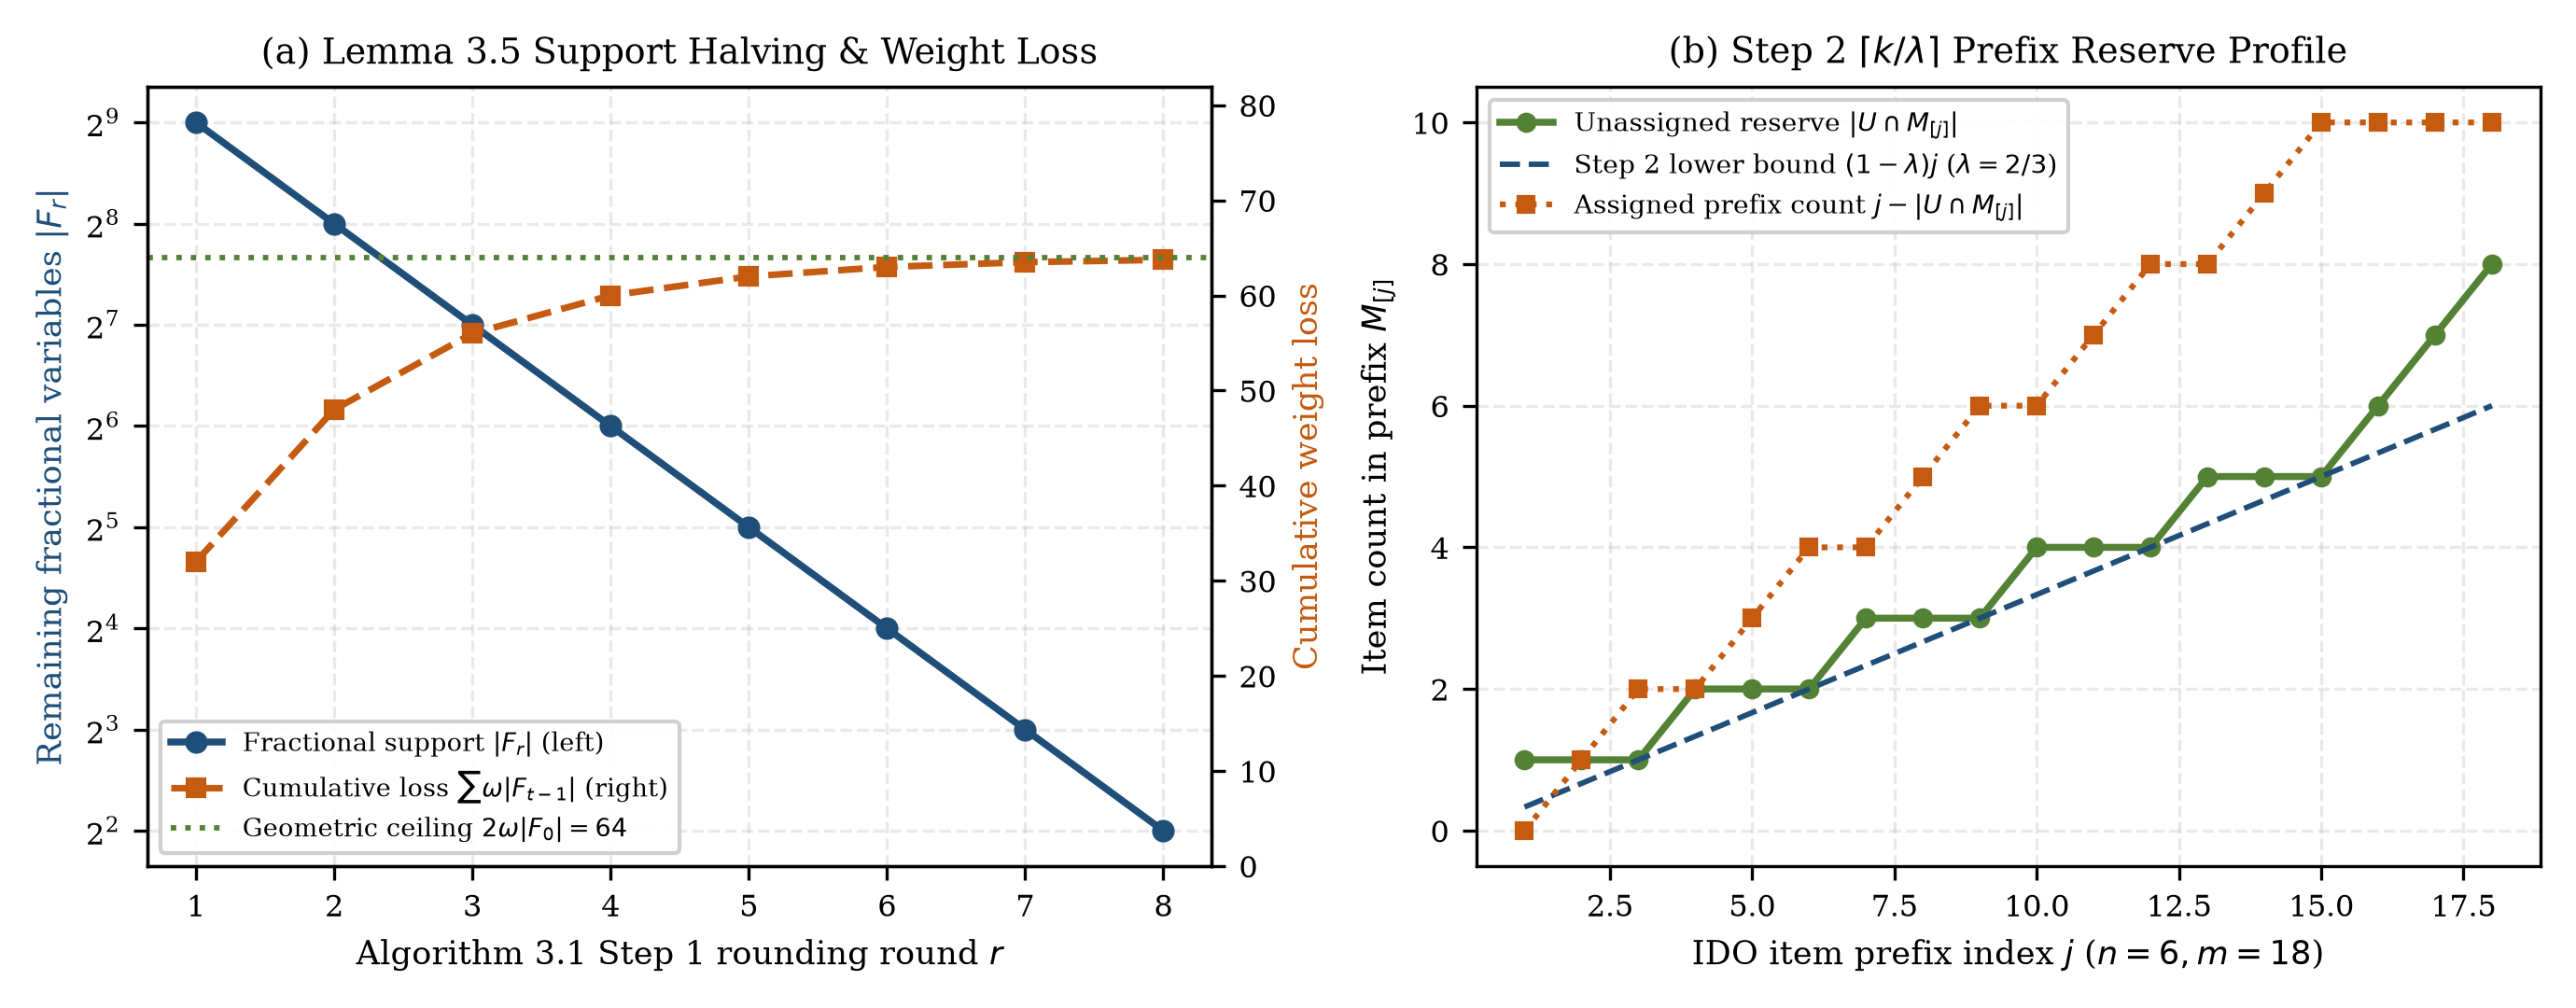 (a) Lemma 3.5 Support Halving & Weight Loss
Remaining fractional variables |F_r|
2^9
2^8
2^7
2^6
2^5
2^4
2^3
2^2
80
70
60
50
40
30
20
10
0
Cumulative weight loss
Fractional support |F_r| (left)
Cumulative loss ∑ω|F_{t−1}| (right)
Geometric ceiling 2ω|F_0| = 64
1 2 3 4 5 6 7 8
Algorithm 3.1 Step 1 rounding round r
(b) Step 2 ⌈k/λ⌉ Prefix Reserve Profile
Item count in prefix M_{[j]}
10
8
6
4
2
0
Unassigned reserve |U ∩ M_{[j]}|
Step 2 lower bound (1 − λ)j (λ = 2/3)
Assigned prefix count j − |U ∩ M_{[j]}|
2.5 5.0 7.5 10.0 12.5 15.0 17.5
IDO item prefix index j (n = 6, m = 18)